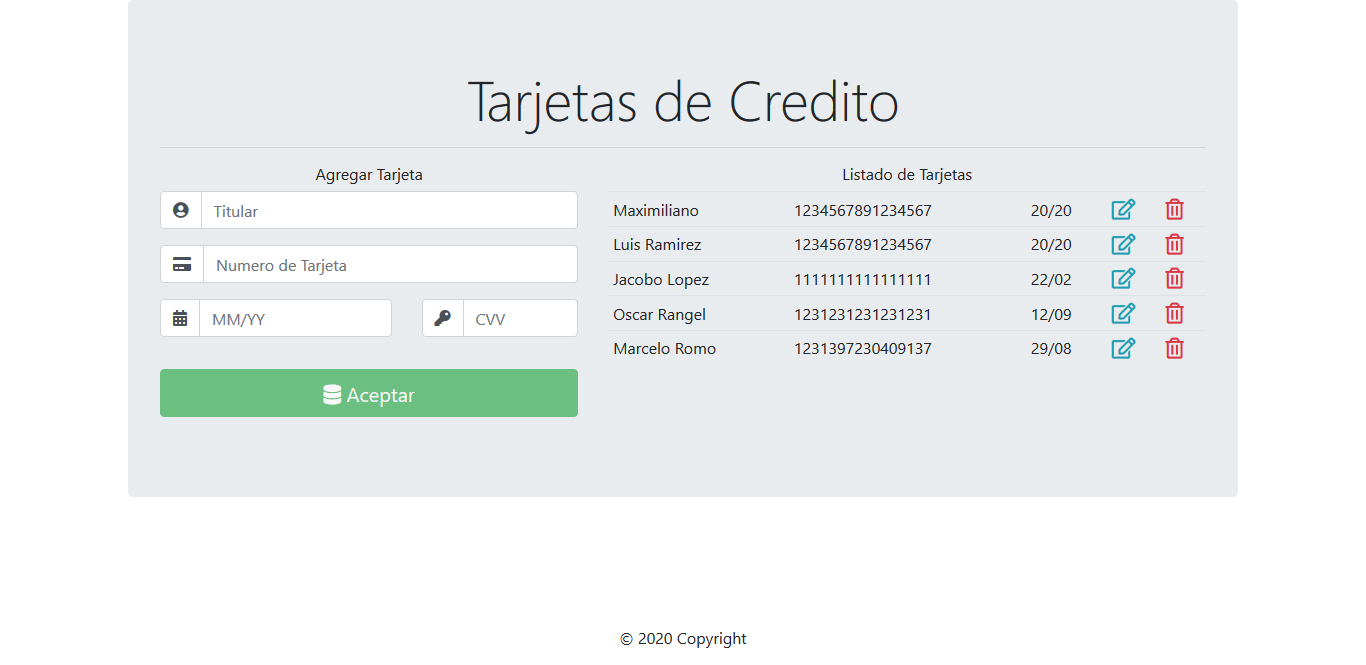 Tarjetas de Credito
Agregar Tarjeta
Titular
Numero de Tarjeta
MM/YY
CVV
Aceptar
Listado de Tarjetas
Maximiliano 1234567891234567 20/20
Luis Ramirez 1234567891234567 20/20
Jacobo Lopez 1111111111111111 22/02
Oscar Rangel 1231231231231231 12/09
Marcelo Romo 1231397230409137 29/08
© 2020 Copyright